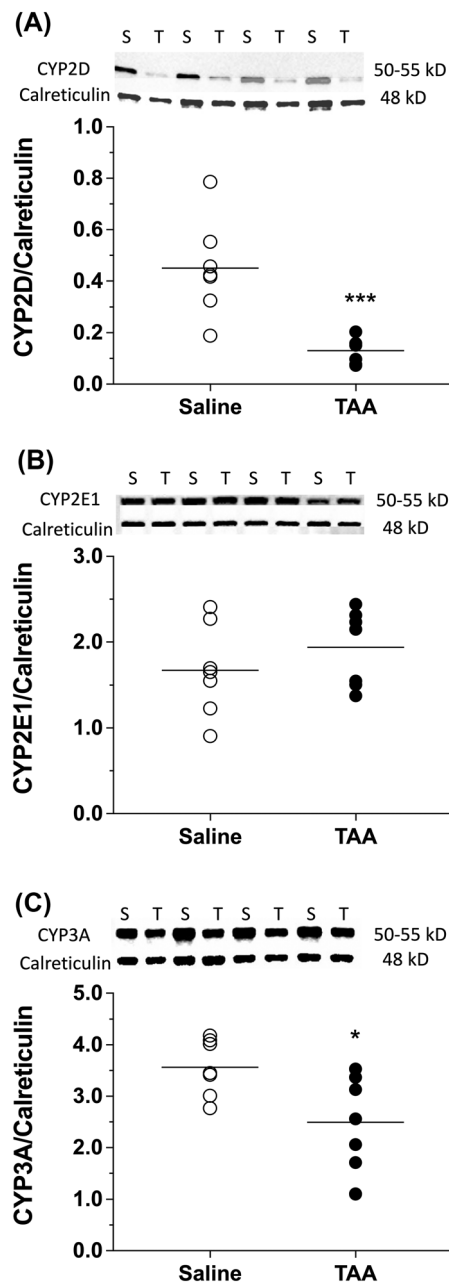 (A)
S T S T S T S T
CYP2D 50-55 kD
Calreticulin 48 kD
CYP2D/Calreticulin
1.0
0.8
0.6
0.4
0.2
0.0
***
Saline TAA
(B)
S T S T S T S T
CYP2E1 50-55 kD
Calreticulin 48 kD
CYP2E1/Calreticulin
3.0
2.0
1.0
0.0
Saline TAA
(C)
S T S T S T S T
CYP3A 50-55 kD
Calreticulin 48 kD
CYP3A/Calreticulin
5.0
4.0
3.0
2.0
1.0
0.0
*
Saline TAA